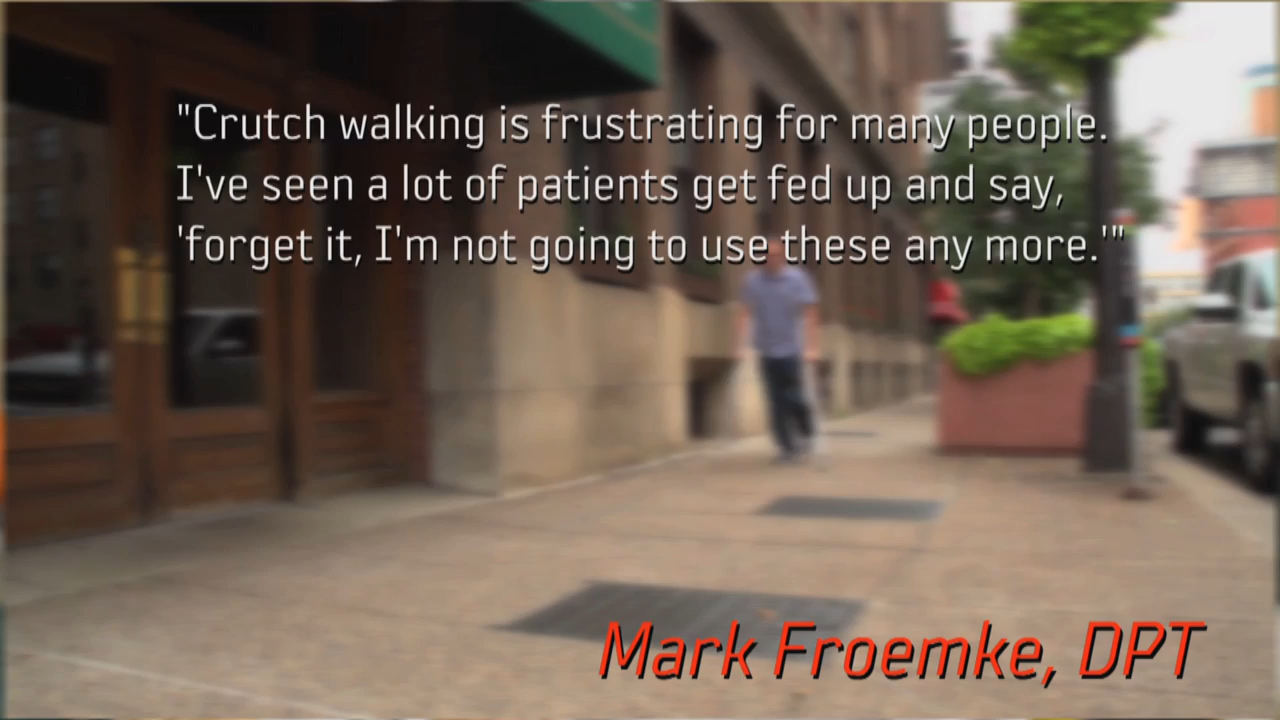 "Crutch walking is frustrating for many people.
I've seen a lot of patients get fed up and say,
'forget it, I'm not going to use these any more.'"
Mark Froemke, DPT